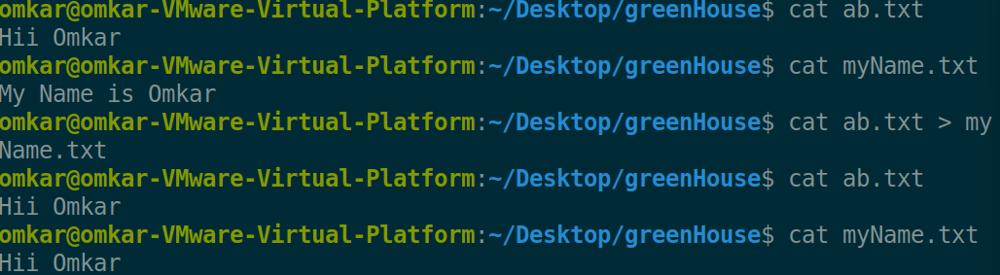 omkar@omkar-VMware-Virtual-Platform:~/Desktop/greenHouse$ cat ab.txt
Hii Omkar
omkar@omkar-VMware-Virtual-Platform:~/Desktop/greenHouse$ cat myName.txt
My Name is Omkar
omkar@omkar-VMware-Virtual-Platform:~/Desktop/greenHouse$ cat ab.txt > my
Name.txt
omkar@omkar-VMware-Virtual-Platform:~/Desktop/greenHouse$ cat ab.txt
Hii Omkar
omkar@omkar-VMware-Virtual-Platform:~/Desktop/greenHouse$ cat myName.txt
Hii Omkar